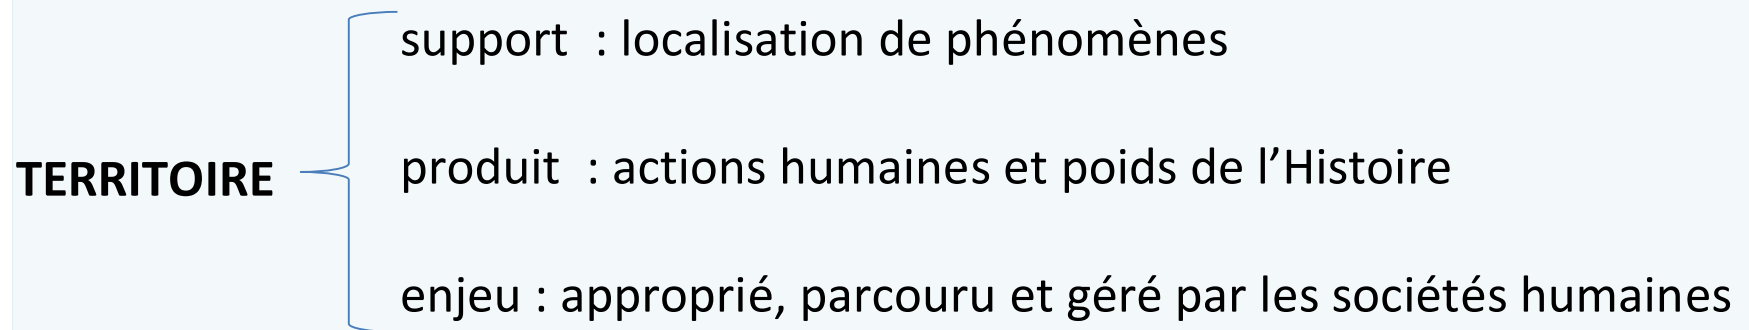 support : localisation de phénomènes
TERRITOIRE produit : actions humaines et poids de l’Histoire
enjeu : approprié, parcouru et géré par les sociétés humaines